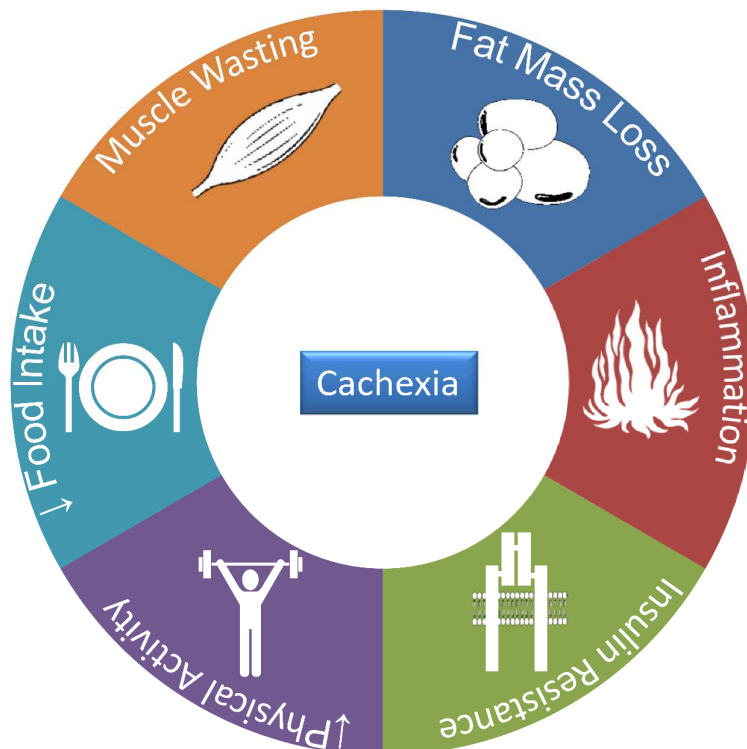 Muscle Wasting
Fat Mass Loss
Inflammation
Insulin Resistance
↓Physical Activity
↓ Food Intake
Cachexia